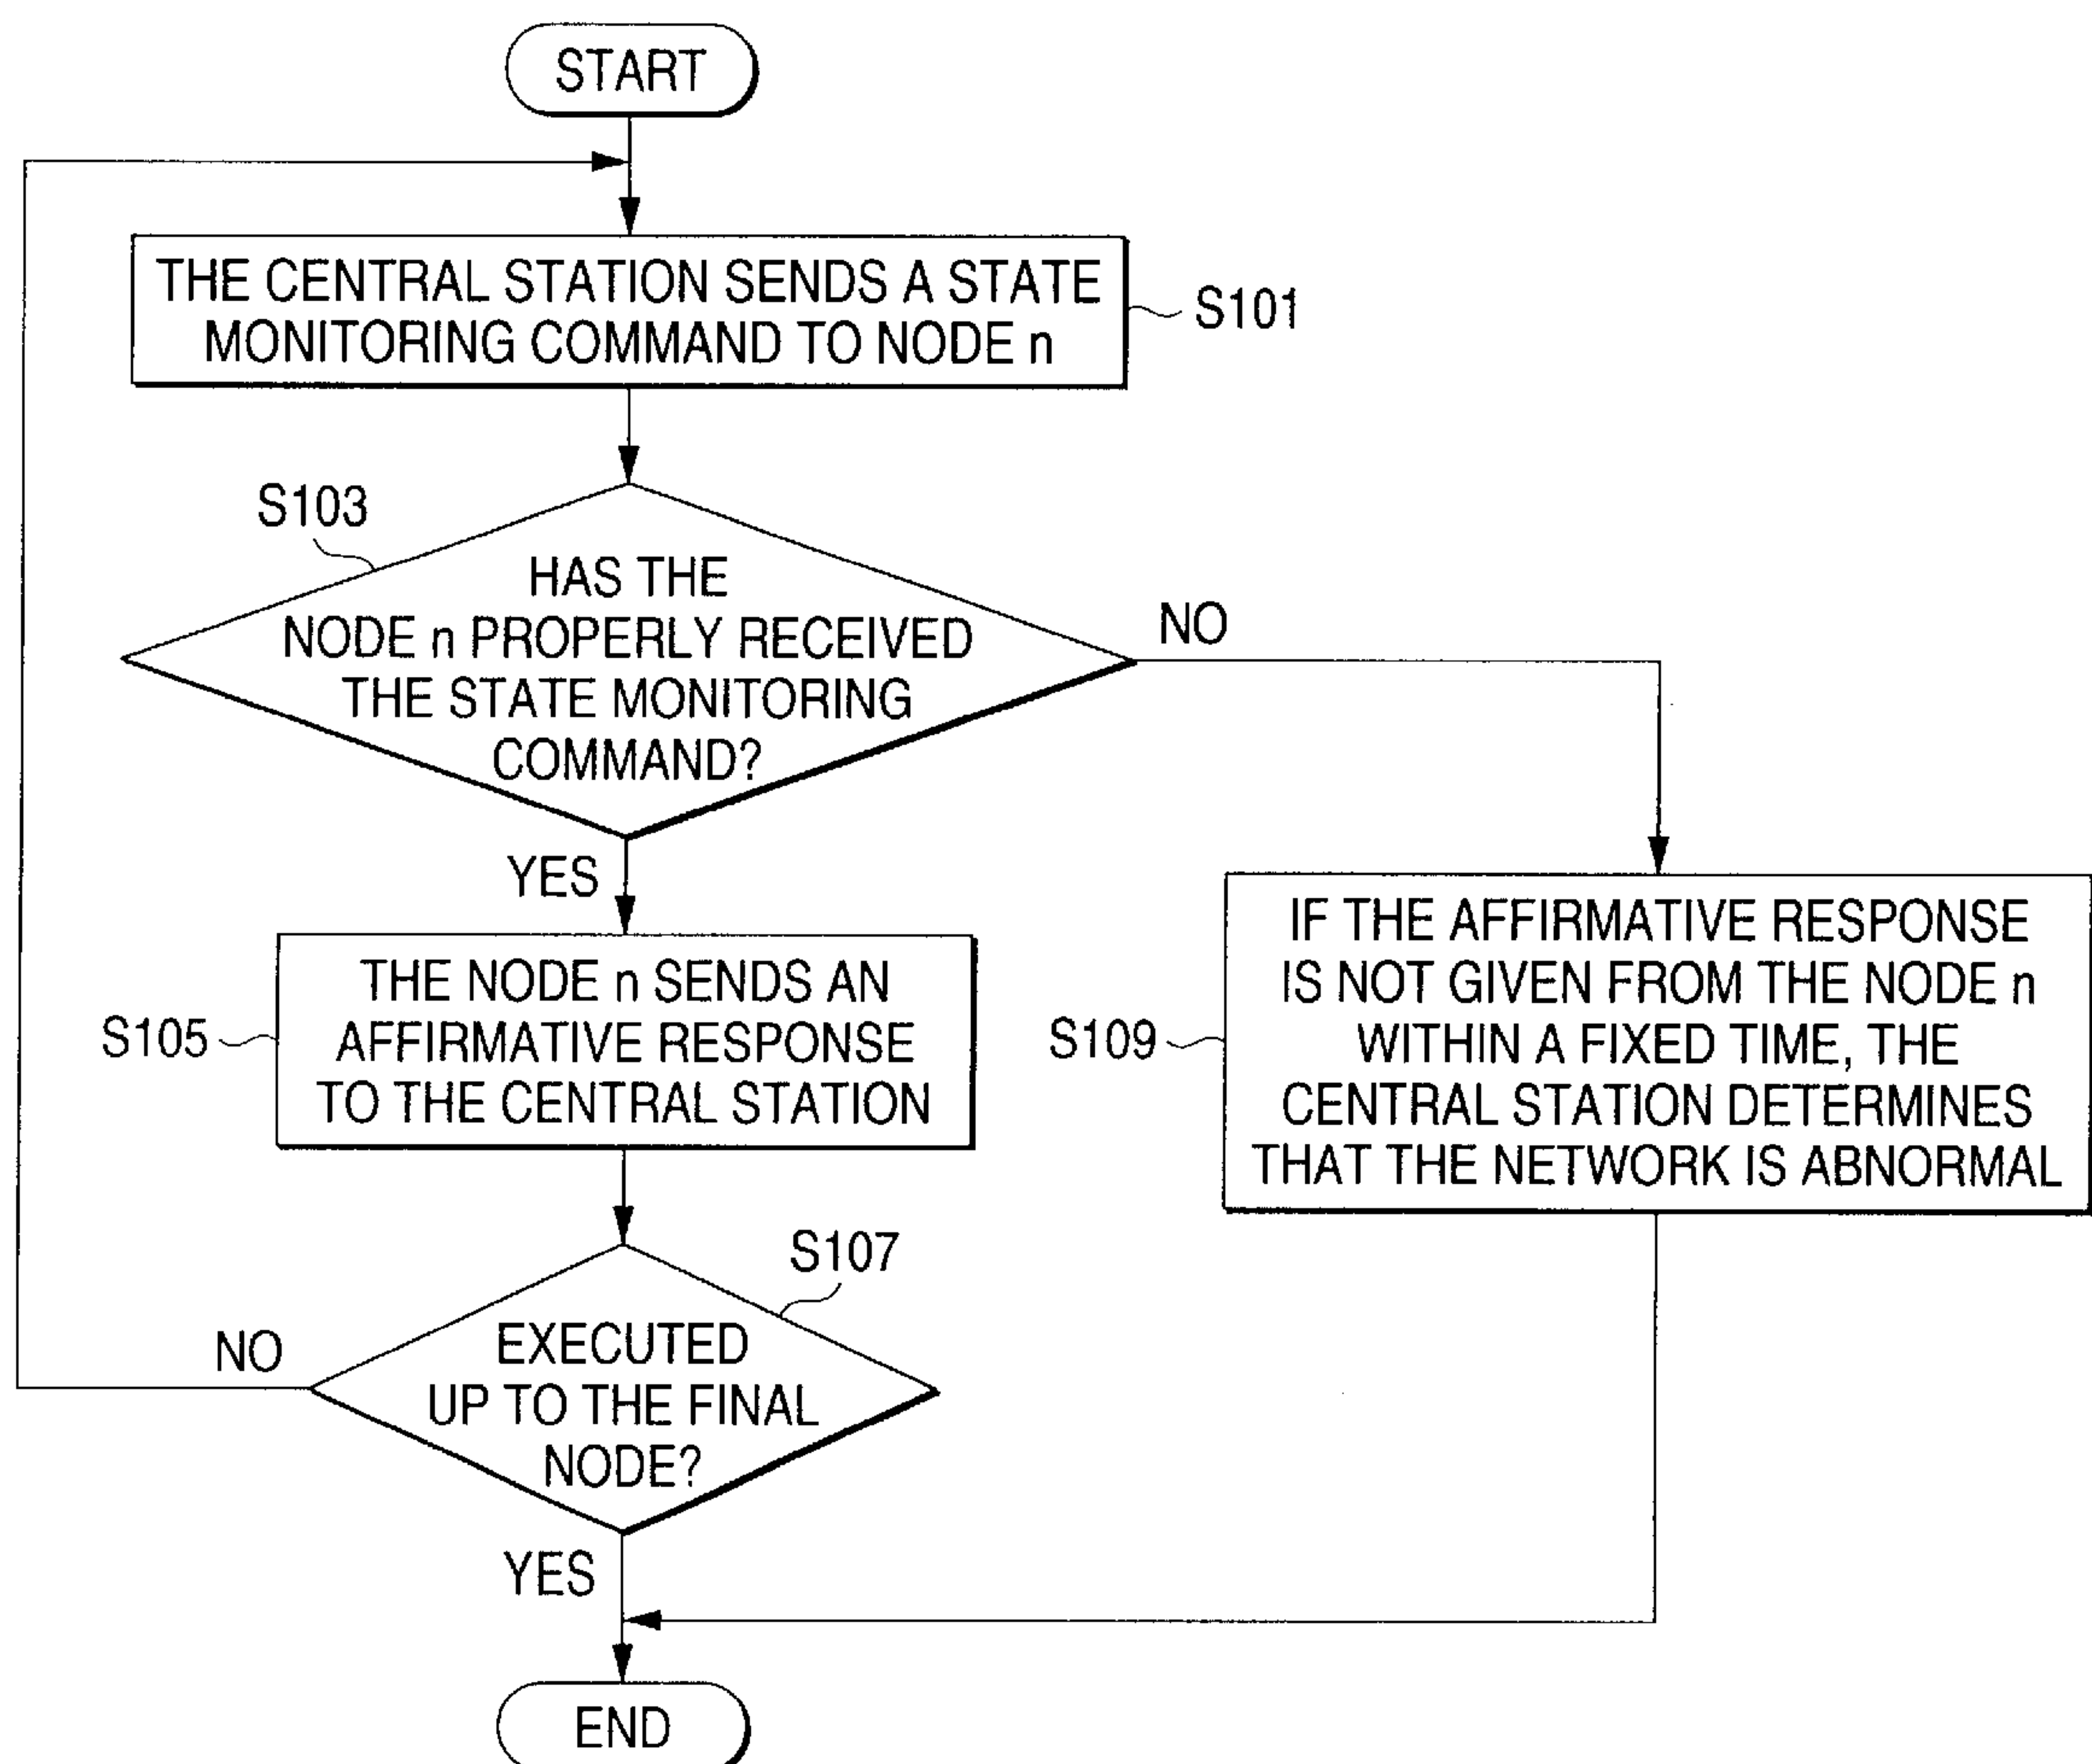 START
THE CENTRAL STATION SENDS A STATE
MONITORING COMMAND TO NODE n
S101
S103
HAS THE
NODE n PROPERLY RECEIVED
THE STATE MONITORING
COMMAND?
NO
YES
THE NODE n SENDS AN
AFFIRMATIVE RESPONSE
TO THE CENTRAL STATION
S105
IF THE AFFIRMATIVE RESPONSE
IS NOT GIVEN FROM THE NODE n
WITHIN A FIXED TIME, THE
CENTRAL STATION DETERMINES
THAT THE NETWORK IS ABNORMAL
S109
S107
EXECUTED
UP TO THE FINAL
NODE?
NO
YES
END